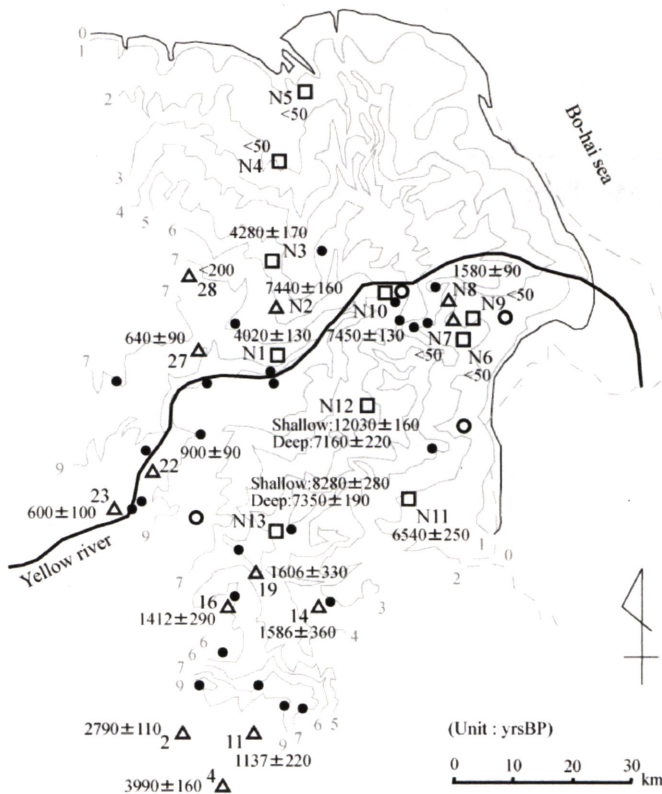 0
1
N5
<50
2
Bo-hai sea
<50
N4
3
4
5
6
4280±170
N3
7
<200
28
7
7440±160
N2
1580±90
N8
<50
N9
N10
640±90
27
4020±130
N1
7450±130
N7
<50
N6
<50
7
N12
Shallow:12030±160
Deep:7160±220
900±90
9
22
Shallow:8280±280
Deep:7350±190
23
600±100
9
N13
N11
6540±250
1
0
Yellow river
2
7
1606±330
19
16
1412±290
14
1586±360
3
4
6
6
7
9
6
5
7
9
2790±110
2
11
1137±220
(Unit : yrsBP)
3990±160
4
0 10 20 30
km